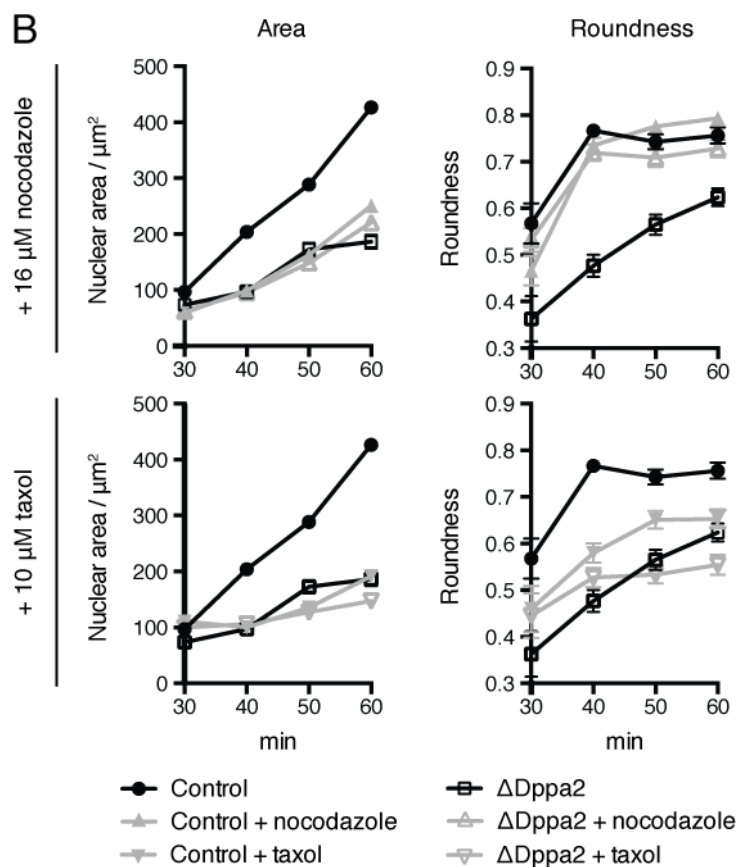 B
Area
Roundness
+ 16 µM nocodazole
Nuclear area / µm²
500
400
300
200
100
0
30 40 50 60
Roundness
0.9
0.8
0.7
0.6
0.5
0.4
0.3
30 40 50 60
+ 10 µM taxol
Nuclear area / µm²
500
400
300
200
100
0
30 40 50 60
min
Roundness
0.9
0.8
0.7
0.6
0.5
0.4
0.3
30 40 50 60
min
Control
ΔDppa2
Control + nocodazole
ΔDppa2 + nocodazole
Control + taxol
ΔDppa2 + taxol